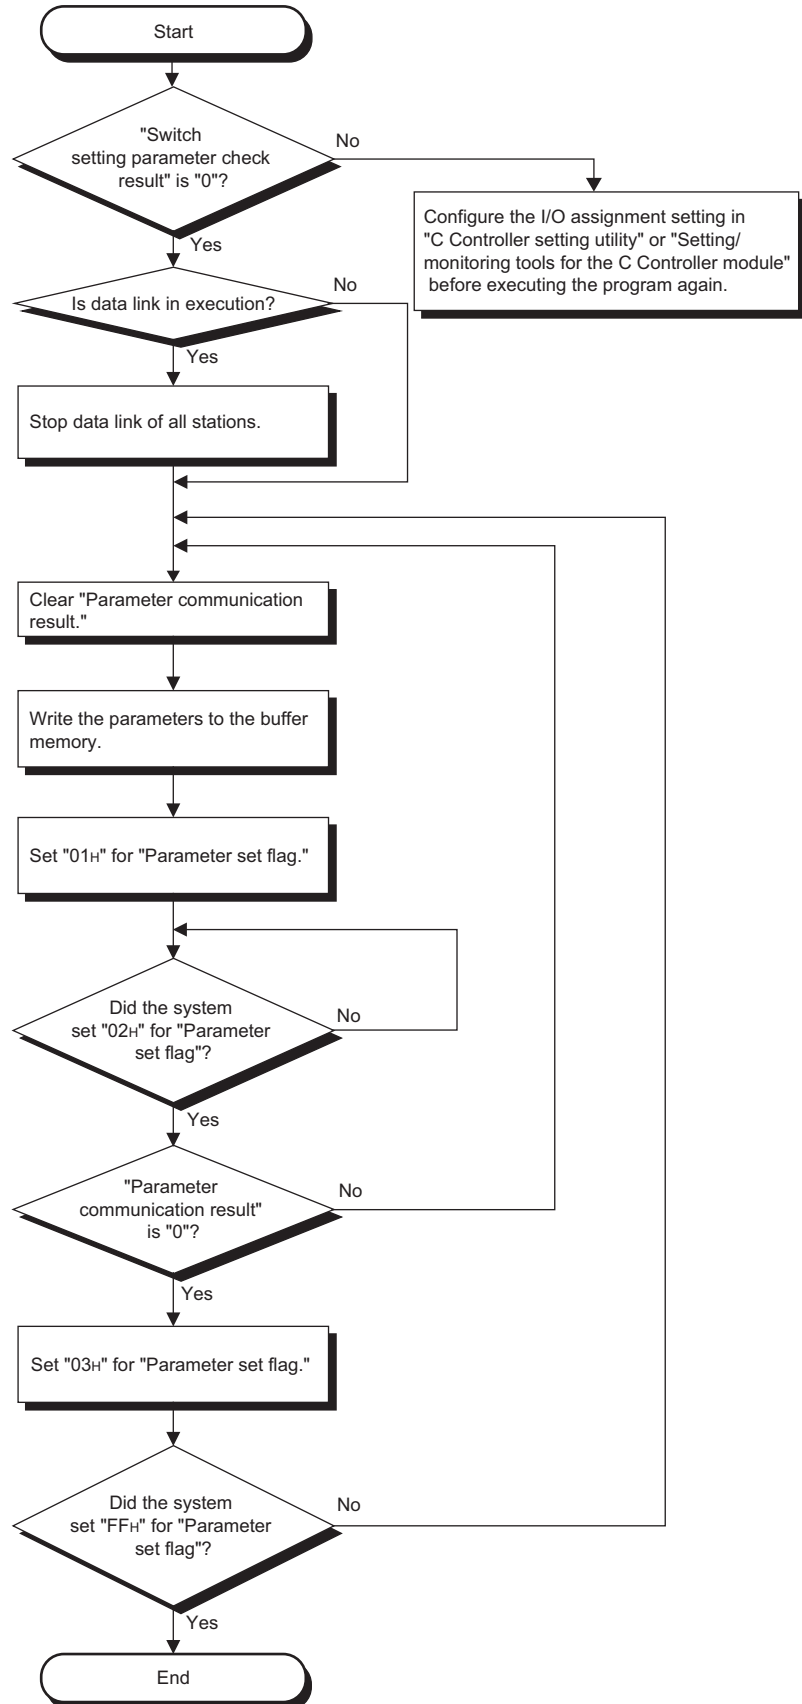 Start
"Switch
setting parameter check
result" is "0"?
No
Configure the I/O assignment setting in
"C Controller setting utility" or "Setting/
monitoring tools for the C Controller module"
before executing the program again.
Yes
Is data link in execution?
No
Yes
Stop data link of all stations.
Clear "Parameter communication
result."
Write the parameters to the buffer
memory.
Set "01H" for "Parameter set flag."
Did the system
set "02H" for "Parameter
set flag"?
No
Yes
"Parameter
communication result"
is "0"?
No
Yes
Set "03H" for "Parameter set flag."
Did the system
set "FFH" for "Parameter
set flag"?
No
Yes
End